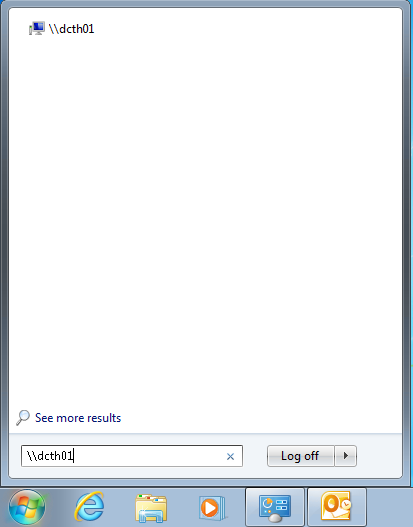 \\dcth01
See more results
\\dcth01
Log off